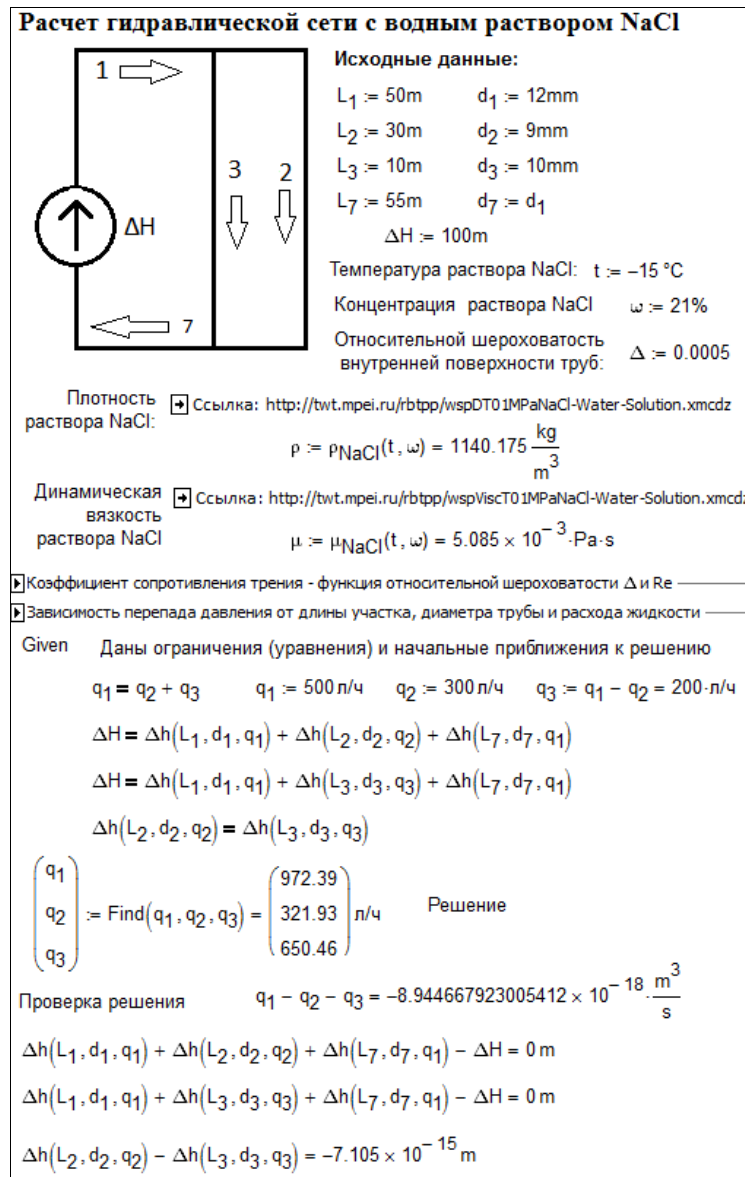 Расчет гидравлической сети с водным раствором NaCl
1
3
2
ΔH
7
Исходные данные:
L1 := 50m d1 := 12mm
L2 := 30m d2 := 9mm
L3 := 10m d3 := 10mm
L7 := 55m d7 := d1
ΔH := 100m
Температура раствора NaCl: t := −15 °C
Концентрация раствора NaCl ω := 21%
Относительной шероховатость
внутренней поверхности труб: Δ := 0.0005
Плотность
раствора NaCl:
Ссылка: http://twt.mpei.ru/rbtpp/wspDT01MPaNaCl-Water-Solution.xmcdz
ρ := ρNaCl(t, ω) = 1140.175 kg/m^3
Динамическая
вязкость
раствора NaCl
Ссылка: http://twt.mpei.ru/rbtpp/wspViscT01MPaNaCl-Water-Solution.xmcdz
μ := μNaCl(t, ω) = 5.085 × 10^−3·Pa·s
Коэффициент сопротивления трения - функция относительной шероховатости Δ и Re
Зависимость перепада давления от длины участка, диаметра трубы и расхода жидкости
Given Даны ограничения (уравнения) и начальные приближения к решению
q1 = q2 + q3 q1 := 500 л/ч q2 := 300 л/ч q3 := q1 − q2 = 200·л/ч
ΔH = Δh(L1, d1, q1) + Δh(L2, d2, q2) + Δh(L7, d7, q1)
ΔH = Δh(L1, d1, q1) + Δh(L3, d3, q3) + Δh(L7, d7, q1)
Δh(L2, d2, q2) = Δh(L3, d3, q3)
(q1 q2 q3) := Find(q1, q2, q3) = (972.39 321.93 650.46) л/ч Решение
Проверка решения q1 − q2 − q3 = −8.944667923005412 × 10^−18·m^3/s
Δh(L1, d1, q1) + Δh(L2, d2, q2) + Δh(L7, d7, q1) − ΔH = 0 m
Δh(L1, d1, q1) + Δh(L3, d3, q3) + Δh(L7, d7, q1) − ΔH = 0 m
Δh(L2, d2, q2) − Δh(L3, d3, q3) = −7.105 × 10^−15 m